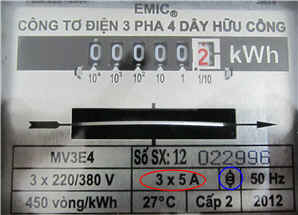 EMIC®
CÔNG TƠ ĐIỆN 3 PHA 4 DÂY HỮU CÔNG
0 0 0 0 0 2 kWh
10⁴ 10³ 10² 10¹ 1 1/10
MV3E4 Số SX: 12 022996
3 x 220/380 V 3 x 5 A 50 Hz
450 vòng/kWh 27°C Cấp 2 2012